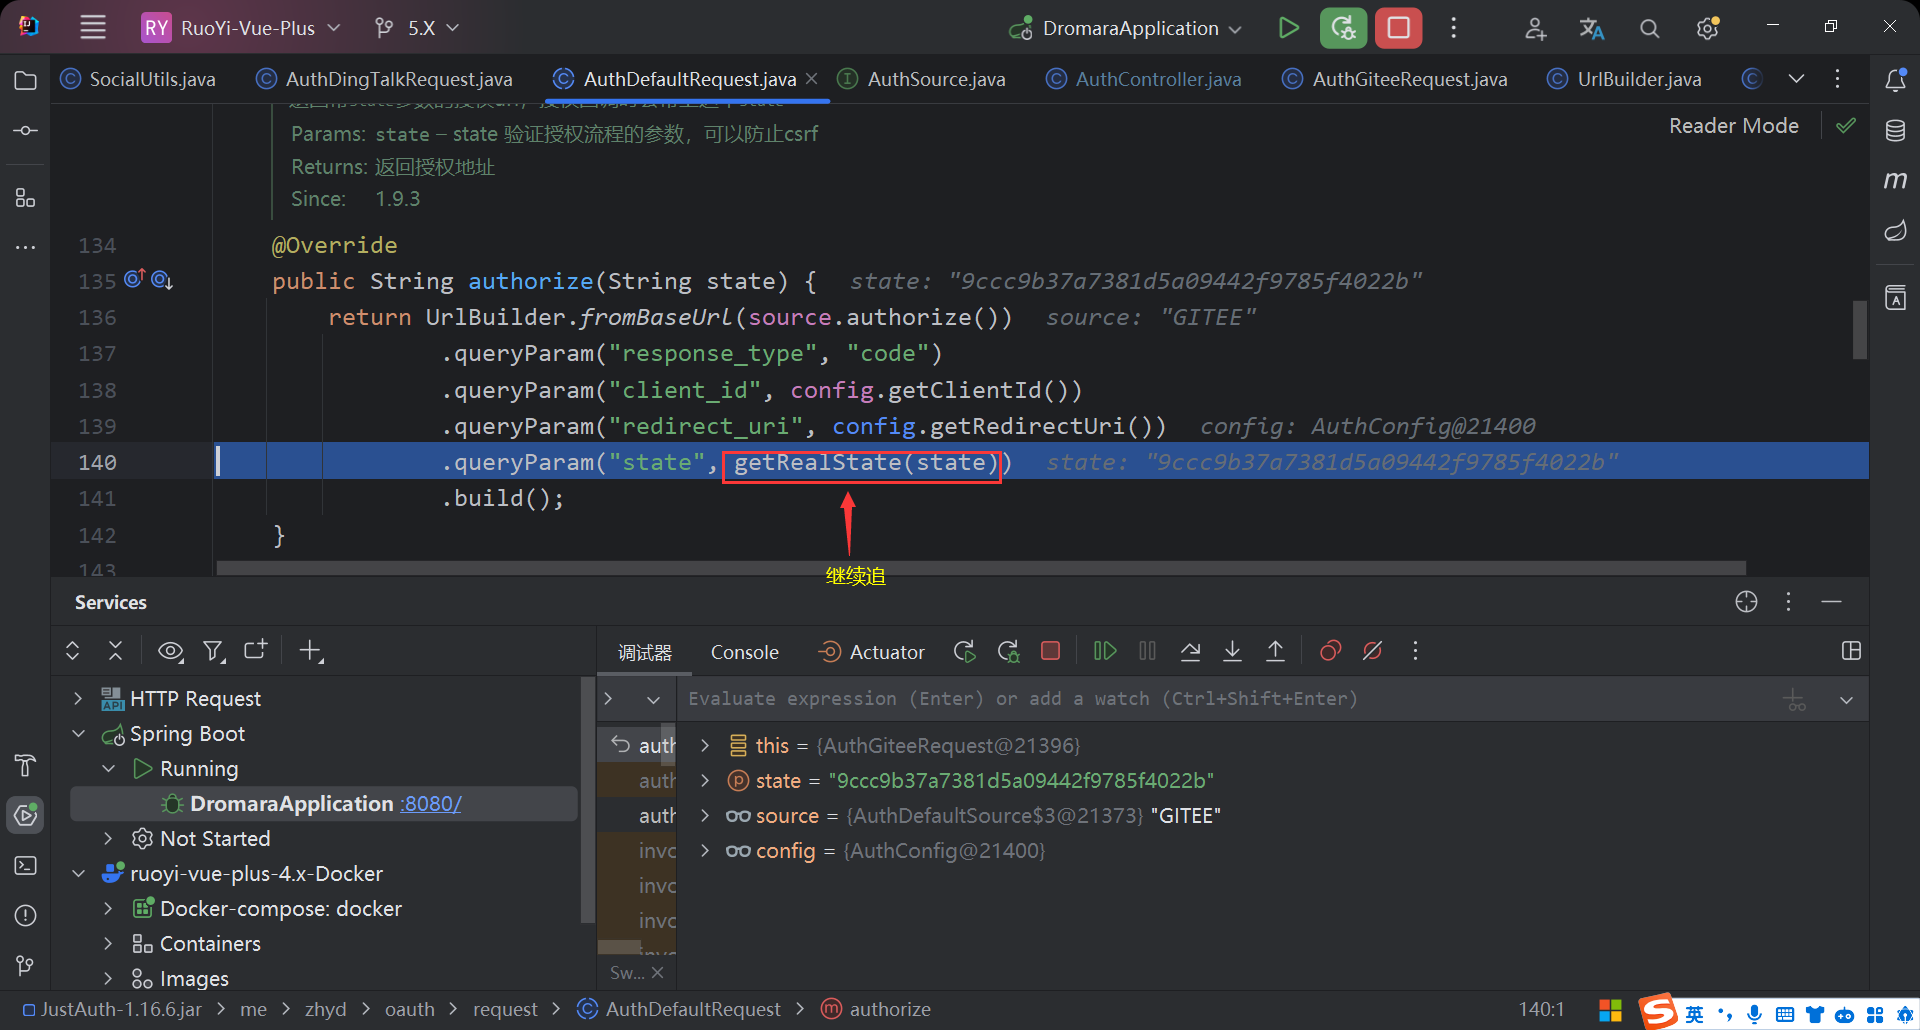 RY RuoYi-Vue-Plus 5.X DromaraApplication
SocialUtils.java AuthDingTalkRequest.java AuthDefaultRequest.java AuthSource.java AuthController.java AuthGiteeRequest.java UrlBuilder.java
Reader Mode
Params: state – state 验证授权流程的参数，可以防止csrf
Returns: 返回授权地址
Since: 1.9.3
134 @Override
135 public String authorize(String state) { state: "9ccc9b37a7381d5a09442f9785f4022b"
136 return UrlBuilder.fromBaseUrl(source.authorize()) source: "GITEE"
137 .queryParam("response_type", "code")
138 .queryParam("client_id", config.getClientId())
139 .queryParam("redirect_uri", config.getRedirectUri()) config: AuthConfig@21400
140 .queryParam("state", getRealState(state)) state: "9ccc9b37a7381d5a09442f9785f4022b"
141 .build();
142 }
143
继续追
Services
调试器 Console Actuator
HTTP Request
Evaluate expression (Enter) or add a watch (Ctrl+Shift+Enter)
Spring Boot
Running
DromaraApplication :8080/
Not Started
ruoyi-vue-plus-4.x-Docker
Docker-compose: docker
Containers
Images
auth
auth
auth
invo
invo
invo
Sw...
this = {AuthGiteeRequest@21396}
state = "9ccc9b37a7381d5a09442f9785f4022b"
source = {AuthDefaultSource$3@21373} "GITEE"
config = {AuthConfig@21400}
JustAuth-1.16.6.jar > me > zhyd > oauth > request > AuthDefaultRequest > authorize 140:1
英